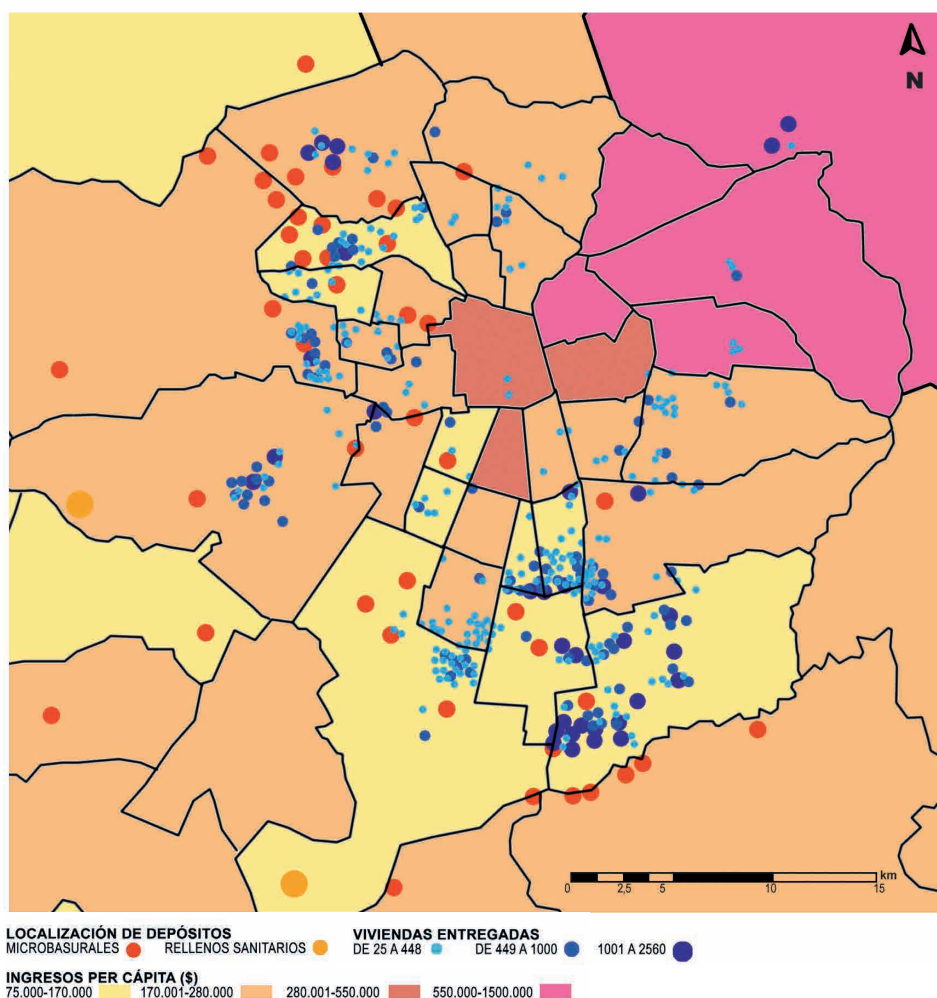 N
km
0 2,5 5 10 15
LOCALIZACIÓN DE DEPÓSITOS VIVIENDAS ENTREGADAS
MICROBASURALES RELLENOS SANITARIOS DE 25 A 448 DE 449 A 1000 1001 A 2560
INGRESOS PER CÁPITA ($)
75.000-170.000 170.001-280.000 280.001-550.000 550.000-1500.000